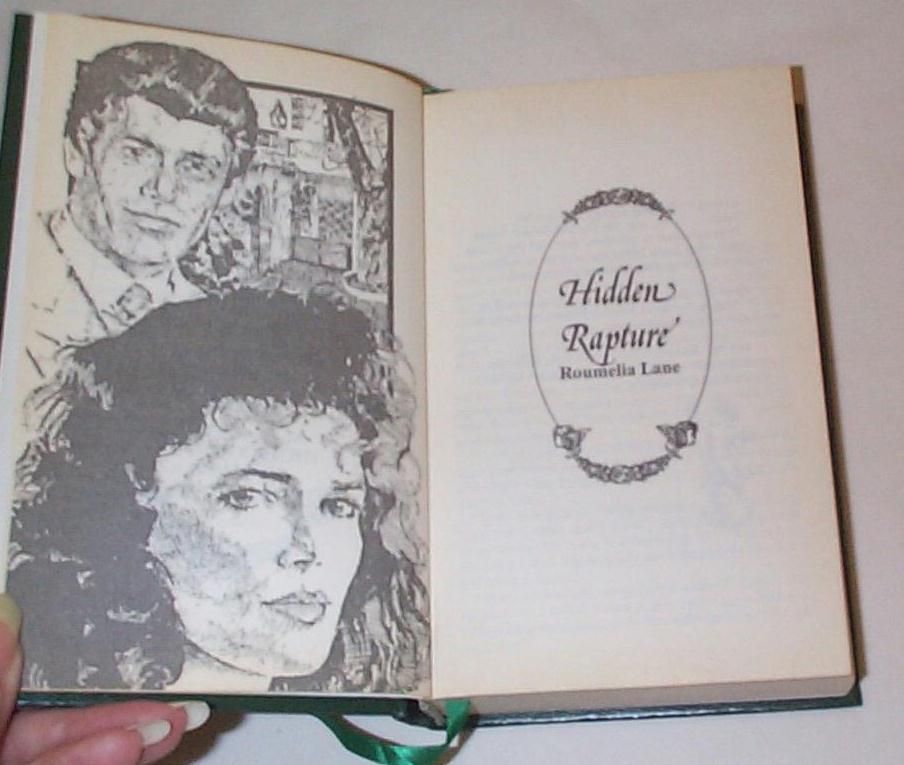 Hidden
Rapture
Roumelia Lane